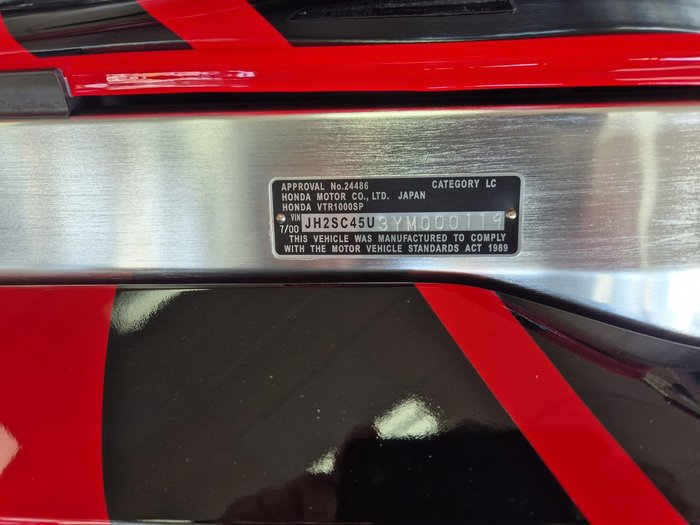 APPROVAL No.24486 CATEGORY LC
HONDA MOTOR CO.,LTD. JAPAN
HONDA VTR1000SP
VIN JH2SC45U3YM000119
7/00
THIS VEHICLE WAS MANUFACTURED TO COMPLY
WITH THE MOTOR VEHICLE STANDARDS ACT 1989